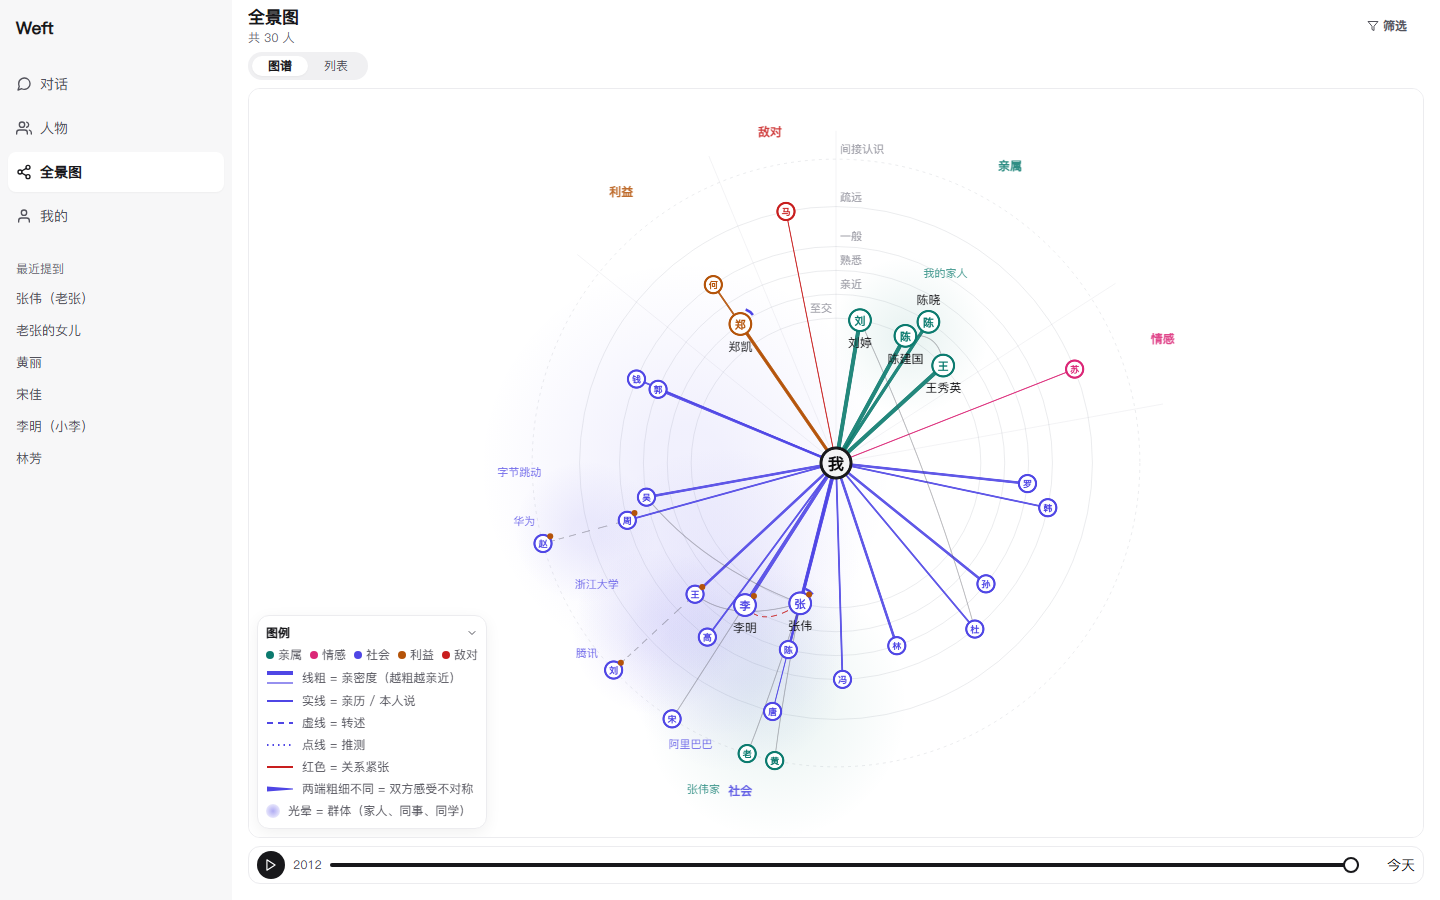 Weft
对话
人物
全景图
我的
最近提到
张伟（老张）
老张的女儿
黄丽
宋佳
李明（小李）
林芳
全景图
共 30 人
筛选
图谱
列表
敌对
间接认识
亲属
利益
疏远
马
一般
熟悉
我的家人
何
亲近
陈晓
至交
郑
刘
陈
陈
郑凯
刘婷
陈建国
情感
王
苏
钱
郭
王秀英
我
字节跳动
罗
吴
韩
华为
周
赵
浙江大学
孙
王
李
张
李明
张伟
杜
高
林
腾讯
陈
刘
冯
唐
宋
阿里巴巴
老
黄
张伟家
社会
图例
亲属 情感 社会 利益 敌对
线粗 = 亲密度（越粗越亲近）
实线 = 亲历 / 本人说
虚线 = 转述
点线 = 推测
红色 = 关系紧张
两端粗细不同 = 双方感受不对称
光晕 = 群体（家人、同事、同学）
2012
今天